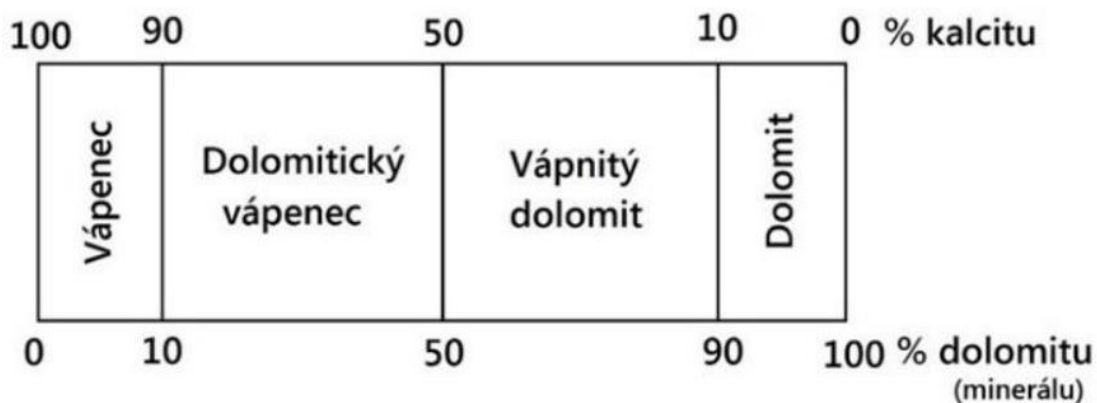 100 90 50 10 0 % kalcitu
Vápenec
Dolomitický
vápenec
Vápnitý
dolomit
Dolomit
0 10 50 90 100 % dolomitu
(minerálu)